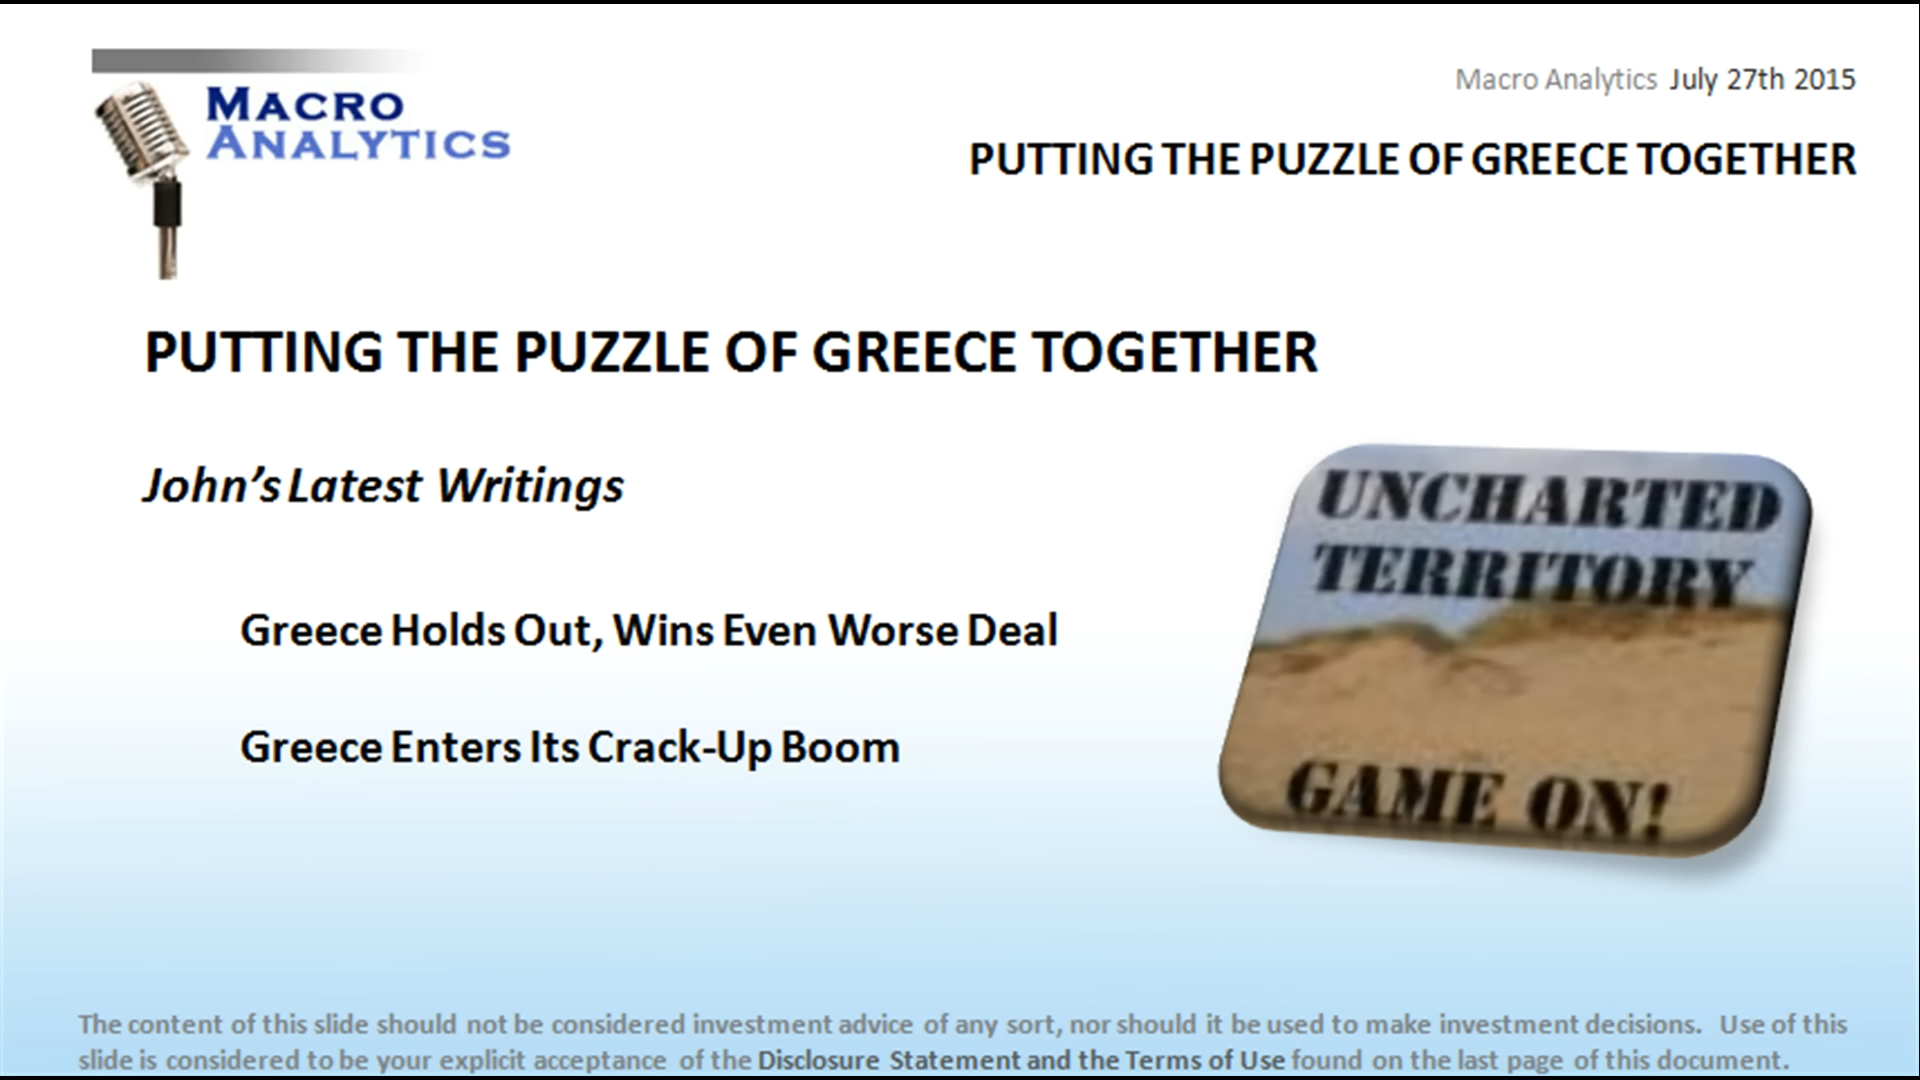 MACRO
ANALYTICS
Macro Analytics July 27th 2015
PUTTING THE PUZZLE OF GREECE TOGETHER
PUTTING THE PUZZLE OF GREECE TOGETHER
John’s Latest Writings
Greece Holds Out, Wins Even Worse Deal
Greece Enters Its Crack-Up Boom
UNCHARTED
TERRITORY
GAME ON!
The content of this slide should not be considered investment advice of any sort, nor should it be used to make investment decisions. Use of this
slide is considered to be your explicit acceptance of the Disclosure Statement and the Terms of Use found on the last page of this document.